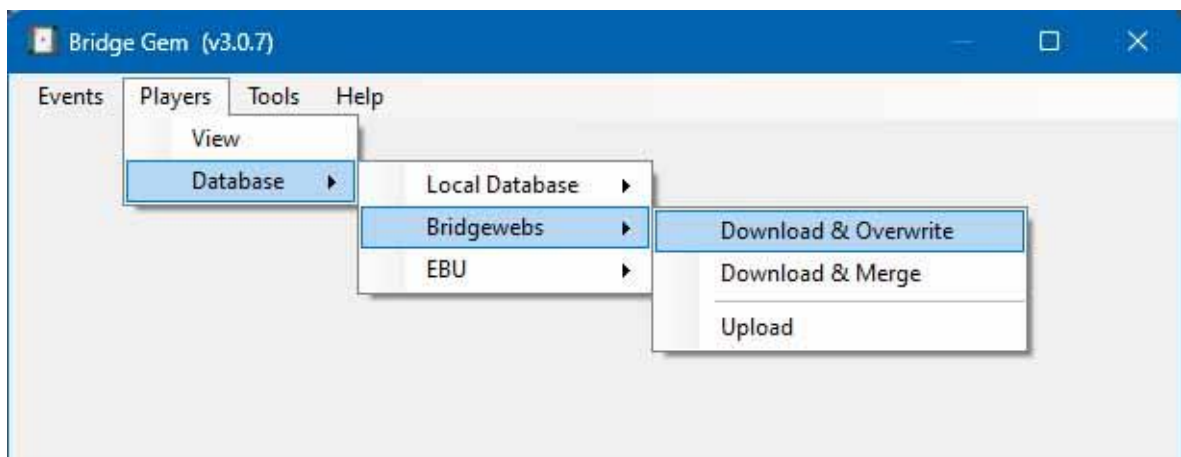 Bridge Gem (v3.0.7)
Events Players Tools Help
View
Database
Local Database
Bridgewebs
EBU
Download & Overwrite
Download & Merge
Upload